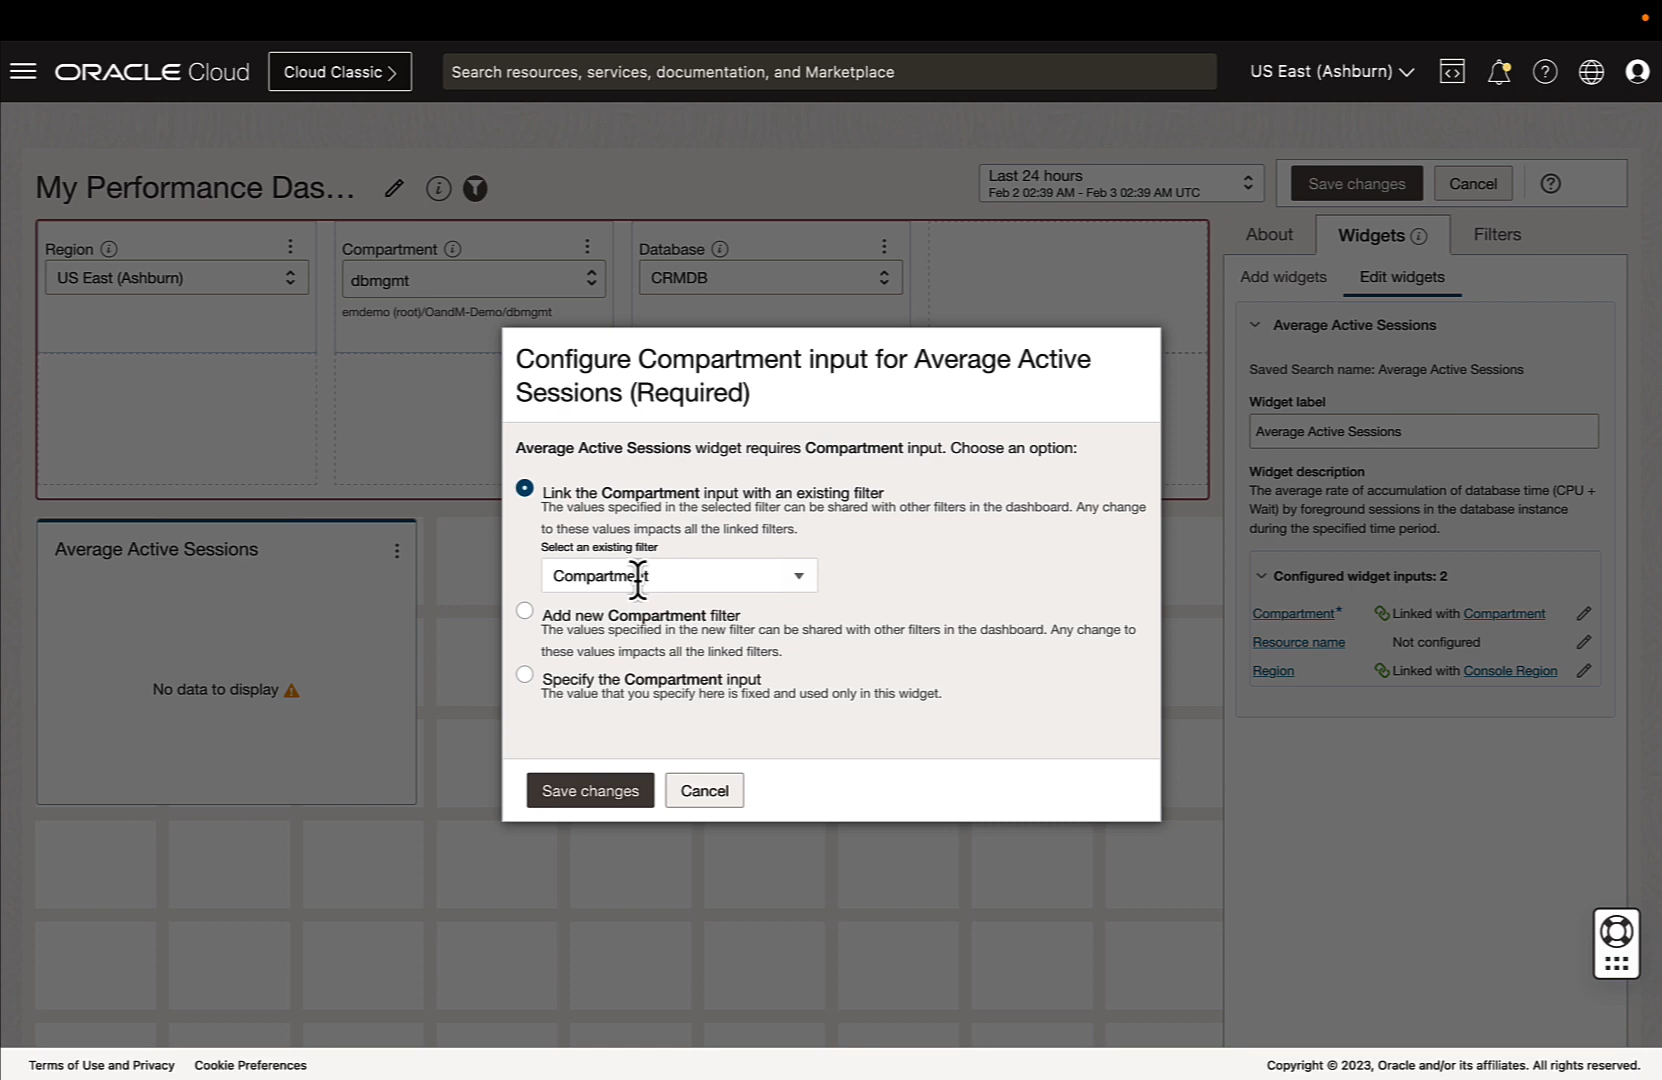 ORACLE Cloud
Cloud Classic
Search resources, services, documentation, and Marketplace
US East (Ashburn)
My Performance Das...
Last 24 hours
Feb 2 02:39 AM - Feb 3 02:39 AM UTC
Save changes
Cancel
Region
US East (Ashburn)
Compartment
dbmgmt
emdemo (root)/OandM-Demo/dbmgmt
Database
CRMDB
About
Widgets
Filters
Add widgets
Edit widgets
Average Active Sessions
Saved Search name: Average Active Sessions
Widget label
Average Active Sessions
Widget description
The average rate of accumulation of database time (CPU +
Wait) by foreground sessions in the database instance
during the specified time period.
Configured widget inputs: 2
Compartment* Linked with Compartment
Resource name Not configured
Region Linked with Console Region
Average Active Sessions
No data to display
Configure Compartment input for Average Active
Sessions (Required)
Average Active Sessions widget requires Compartment input. Choose an option:
Link the Compartment input with an existing filter
The values specified in the selected filter can be shared with other filters in the dashboard. Any change
to these values impacts all the linked filters.
Select an existing filter
Compartment
Add new Compartment filter
The values specified in the new filter can be shared with other filters in the dashboard. Any change to
these values impacts all the linked filters.
Specify the Compartment input
The value that you specify here is fixed and used only in this widget.
Save changes
Cancel
Terms of Use and Privacy
Cookie Preferences
Copyright © 2023, Oracle and/or its affiliates. All rights reserved.